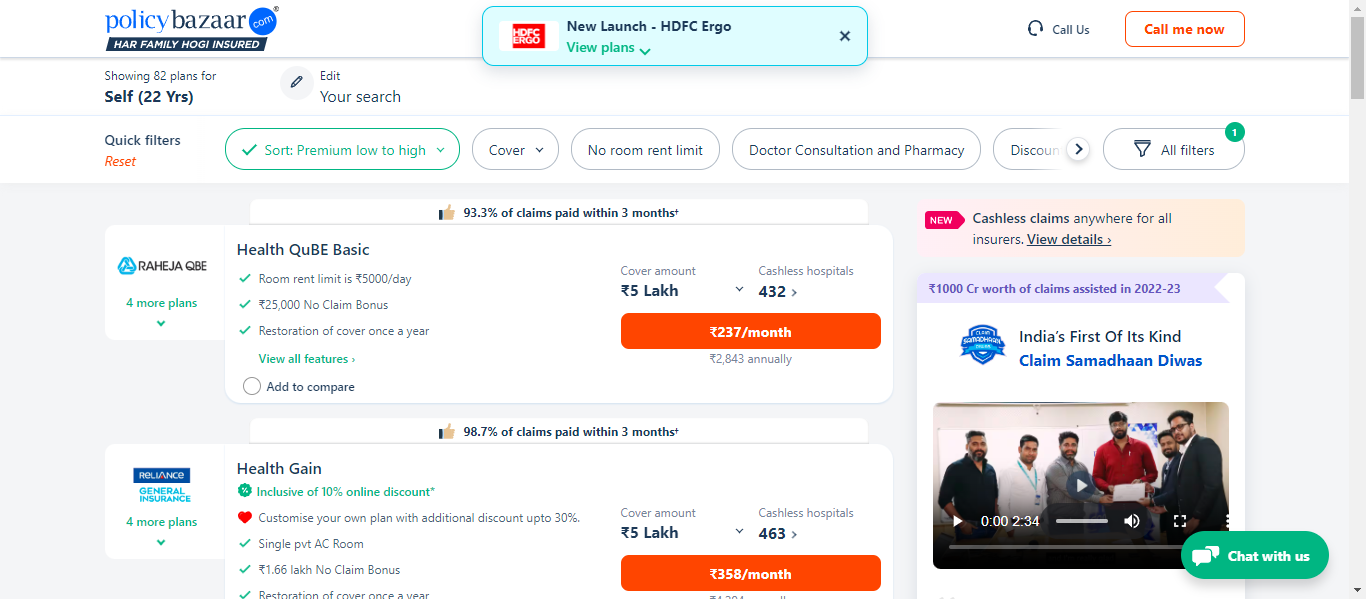 policybazaar.com
HAR FAMILY HOGI INSURED
HDFC ERGO
New Launch - HDFC Ergo
View plans
Call Us
Call me now
Showing 82 plans for
Self (22 Yrs)
Edit
Your search
Quick filters
Reset
Sort: Premium low to high
Cover
No room rent limit
Doctor Consultation and Pharmacy
Discoun
All filters
1
93.3% of claims paid within 3 months†
RAHEJA QBE
4 more plans
Health QuBE Basic
Room rent limit is ₹5000/day
₹25,000 No Claim Bonus
Restoration of cover once a year
View all features ›
Add to compare
Cover amount
₹5 Lakh
Cashless hospitals
432 ›
₹237/month
₹2,843 annually
98.7% of claims paid within 3 months†
RELIANCE
GENERAL
INSURANCE
4 more plans
Health Gain
Inclusive of 10% online discount*
Customise your own plan with additional discount upto 30%.
Single pvt AC Room
₹1.66 lakh No Claim Bonus
Restoration of cover once a year
Cover amount
₹5 Lakh
Cashless hospitals
463 ›
₹358/month
NEW
Cashless claims anywhere for all
insurers. View details ›
₹1000 Cr worth of claims assisted in 2022-23
CLAIM
SAMADHAAN
DIWAS
India's First Of Its Kind
Claim Samadhaan Diwas
0:00 2:34
Chat with us